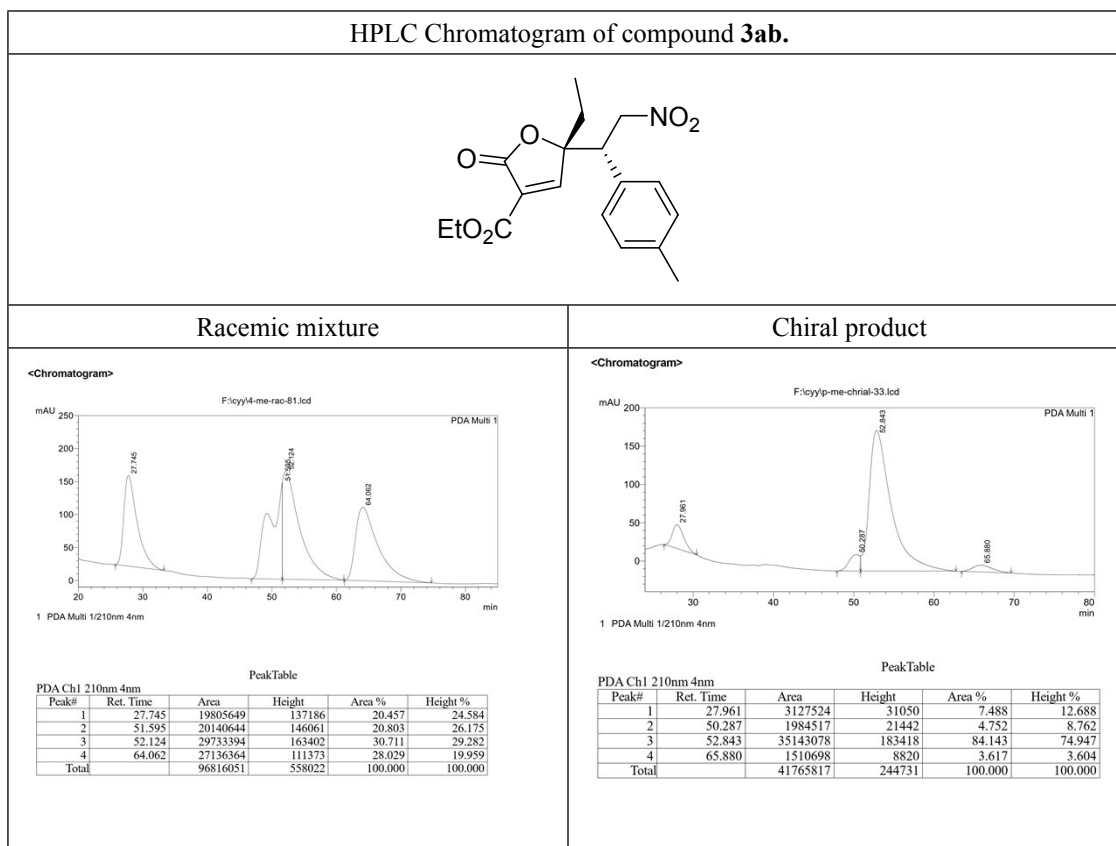 HPLC Chromatogram of compound 3ab.
NO2
O
O
EtO2C
Racemic mixture
Chiral product
<Chromatogram>
F:\cyy\4-me-rac-81.lcd
mAU
PDA Multi 1
250
200
150
100
50
0
27.745
51.595
52.124
64.062
20 30 40 50 60 70 80
min
1 PDA Multi 1/210nm 4nm
PeakTable
PDA Ch1 210nm 4nm
Peak# Ret. Time Area Height Area % Height %
1 27.745 19805649 137186 20.457 24.584
2 51.595 20140644 146061 20.803 26.175
3 52.124 29733394 163402 30.711 29.282
4 64.062 27136364 111373 28.029 19.959
Total 96816051 558022 100.000 100.000
<Chromatogram>
F:\cyy\p-me-chrial-33.lcd
mAU
PDA Multi 1
200
150
100
50
0
27.961
50.287
52.843
65.880
30 40 50 60 70 80
min
1 PDA Multi 1/210nm 4nm
PeakTable
PDA Ch1 210nm 4nm
Peak# Ret. Time Area Height Area % Height %
1 27.961 3127524 31050 7.488 12.688
2 50.287 1984517 21442 4.752 8.762
3 52.843 35143078 183418 84.143 74.947
4 65.880 1510698 8820 3.617 3.604
Total 41765817 244731 100.000 100.000